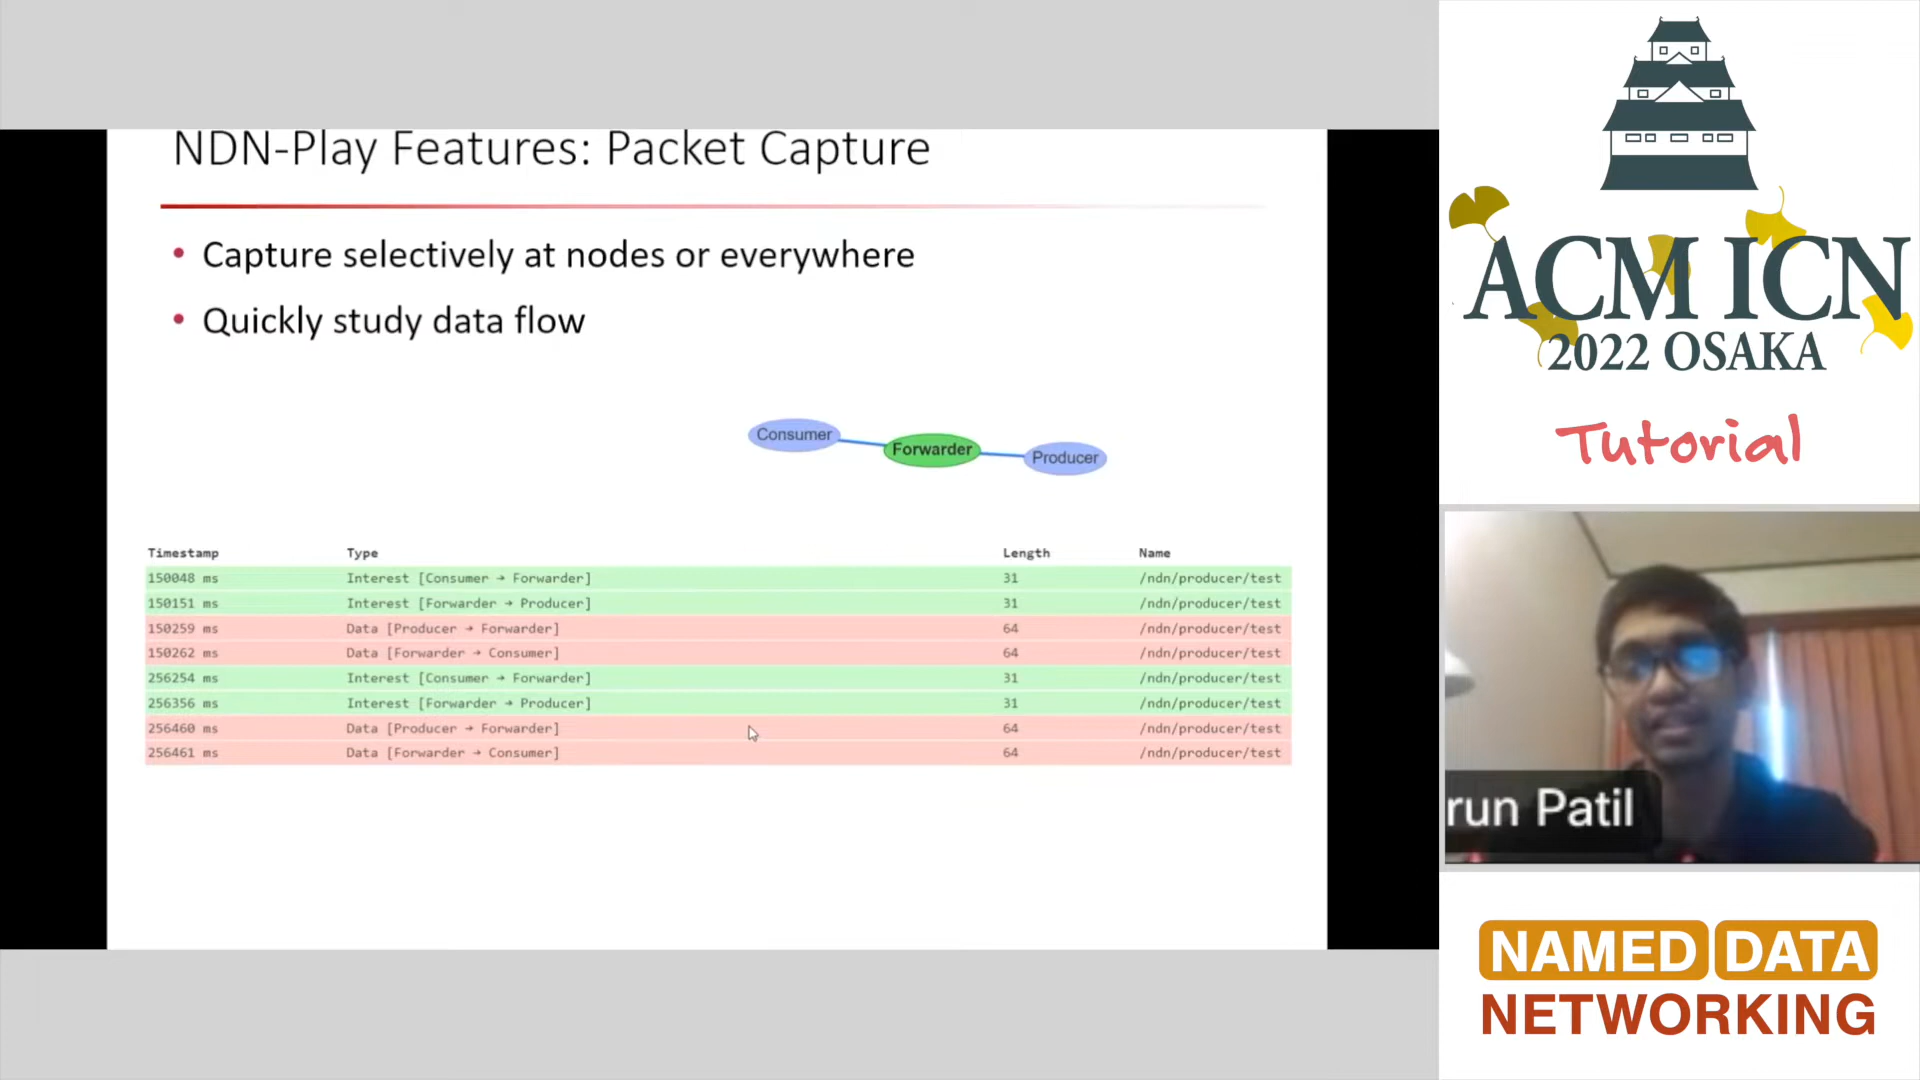 NDN-Play Features: Packet Capture
• Capture selectively at nodes or everywhere
• Quickly study data flow
Consumer
Forwarder
Producer
Timestamp Type Length Name
150048 ms Interest [Consumer → Forwarder] 31 /ndn/producer/test
150151 ms Interest [Forwarder → Producer] 31 /ndn/producer/test
150259 ms Data [Producer → Forwarder] 64 /ndn/producer/test
150262 ms Data [Forwarder → Consumer] 64 /ndn/producer/test
256254 ms Interest [Consumer → Forwarder] 31 /ndn/producer/test
256356 ms Interest [Forwarder → Producer] 31 /ndn/producer/test
256460 ms Data [Producer → Forwarder] 64 /ndn/producer/test
256461 ms Data [Forwarder → Consumer] 64 /ndn/producer/test
ACM ICN
2022 OSAKA
Tutorial
run Patil
NAMED DATA
NETWORKING